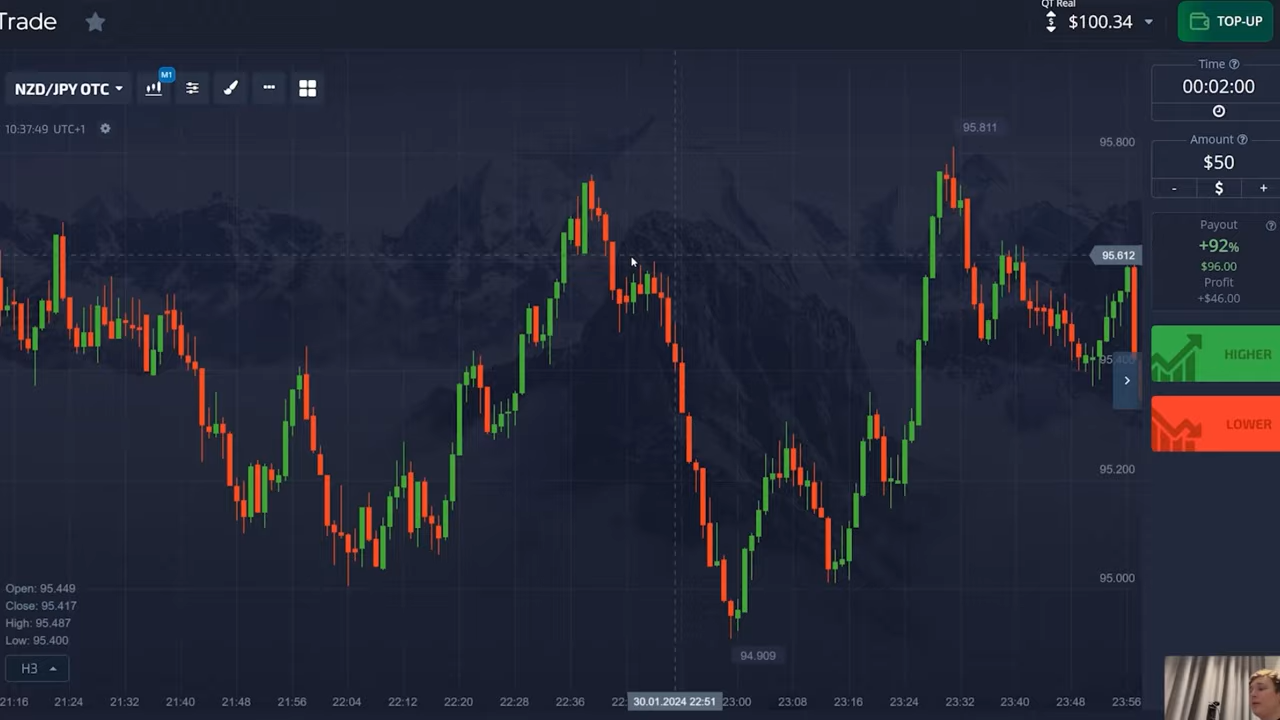 Trade
QT Real
$100.34
TOP-UP
NZD/JPY OTC
M1
10:37:49 UTC+1
Time
00:02:00
Amount
$50
- $ +
Payout
+92%
$96.00
Profit
+$46.00
HIGHER
LOWER
95.811
95.800
95.612
95.400
95.200
95.000
94.909
Open: 95.449
Close: 95.417
High: 95.487
Low: 95.400
H3
21:16 21:24 21:32 21:40 21:48 21:56 22:04 22:12 22:20 22:28 22:36 22: 30.01.2024 22:51 23:00 23:08 23:16 23:24 23:32 23:40 23:48 23:56